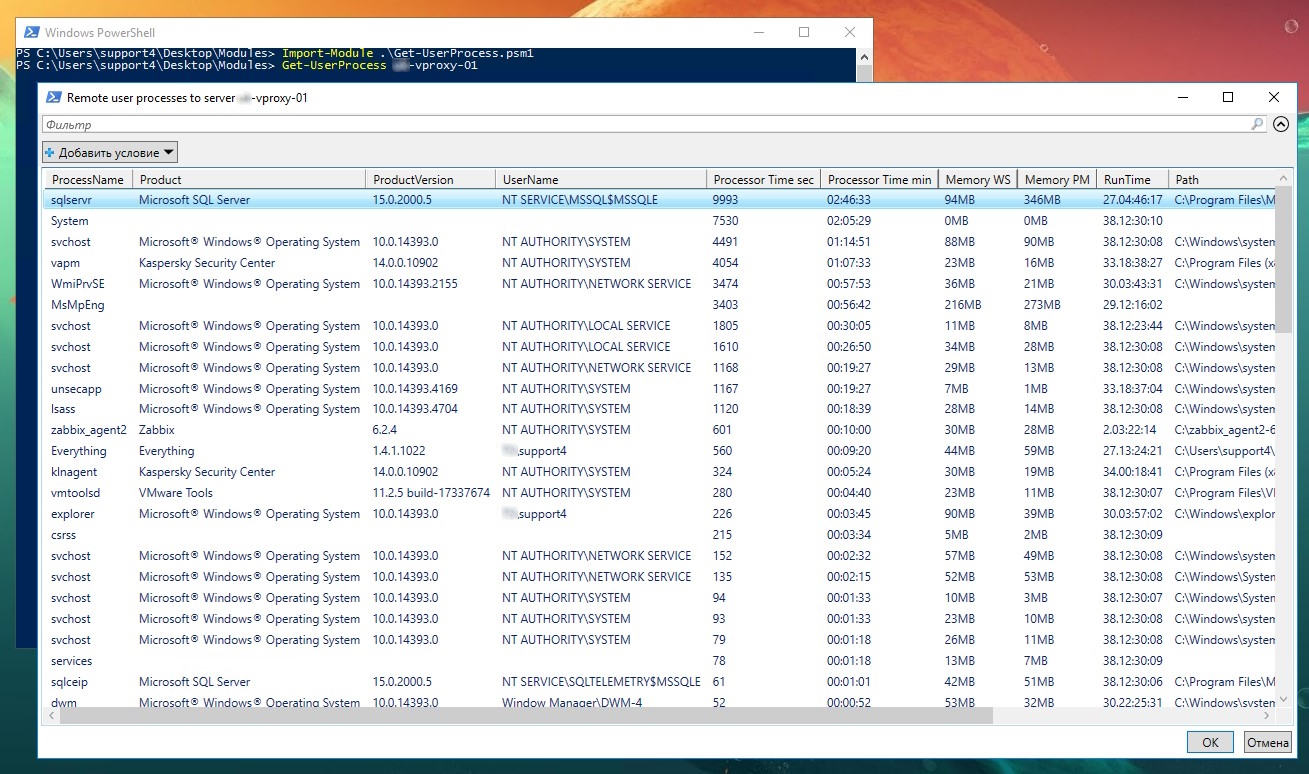 Windows PowerShell
PS C:\Users\support4\Desktop\Modules> Import-Module .\Get-UserProcess.psm1
PS C:\Users\support4\Desktop\Modules> Get-UserProcess -vproxy-01
Remote user processes to server -vproxy-01
Фильтр
Добавить условие
ProcessName Product ProductVersion UserName Processor Time sec Processor Time min Memory WS Memory PM RunTime Path
sqlservr Microsoft SQL Server 15.0.2000.5 NT SERVICE\MSSQL$MSSQLE 9993 02:46:33 94MB 346MB 27.04:46:17 C:\Program Files\M
System 7530 02:05:29 0MB 0MB 38.12:30:10
svchost Microsoft® Windows® Operating System 10.0.14393.0 NT AUTHORITY\SYSTEM 4491 01:14:51 88MB 90MB 38.12:30:08 C:\Windows\system
vapm Kaspersky Security Center 14.0.0.10902 NT AUTHORITY\SYSTEM 4054 01:07:33 23MB 16MB 33.18:38:27 C:\Program Files (x
WmiPrvSE Microsoft® Windows® Operating System 10.0.14393.2155 NT AUTHORITY\NETWORK SERVICE 3474 00:57:53 36MB 21MB 30.03:43:31 C:\Windows\system
MsMpEng 3403 00:56:42 216MB 273MB 29.12:16:02
svchost Microsoft® Windows® Operating System 10.0.14393.0 NT AUTHORITY\LOCAL SERVICE 1805 00:30:05 11MB 8MB 38.12:23:44 C:\Windows\system
svchost Microsoft® Windows® Operating System 10.0.14393.0 NT AUTHORITY\LOCAL SERVICE 1610 00:26:50 34MB 28MB 38.12:30:08 C:\Windows\system
svchost Microsoft® Windows® Operating System 10.0.14393.0 NT AUTHORITY\NETWORK SERVICE 1168 00:19:27 29MB 13MB 38.12:30:08 C:\Windows\system
unsecapp Microsoft® Windows® Operating System 10.0.14393.4169 NT AUTHORITY\SYSTEM 1167 00:19:27 7MB 1MB 33.18:37:04 C:\Windows\system
lsass Microsoft® Windows® Operating System 10.0.14393.4704 NT AUTHORITY\SYSTEM 1120 00:18:39 28MB 14MB 38.12:30:08 C:\Windows\system
zabbix_agent2 Zabbix 6.2.4 NT AUTHORITY\SYSTEM 601 00:10:00 30MB 28MB 2.03:22:14 C:\zabbix_agent2-6
Everything Everything 1.4.1.1022 \support4 560 00:09:20 44MB 59MB 27.13:24:21 C:\Users\support4\
klnagent Kaspersky Security Center 14.0.0.10902 NT AUTHORITY\SYSTEM 324 00:05:24 30MB 19MB 34.00:18:41 C:\Program Files (x
vmtoolsd VMware Tools 11.2.5 build-17337674 NT AUTHORITY\SYSTEM 280 00:04:40 23MB 11MB 38.12:30:07 C:\Program Files\V
explorer Microsoft® Windows® Operating System 10.0.14393.0 \support4 226 00:03:45 90MB 39MB 30.03:57:02 C:\Windows\explor
csrss 215 00:03:34 5MB 2MB 38.12:30:09
svchost Microsoft® Windows® Operating System 10.0.14393.0 NT AUTHORITY\NETWORK SERVICE 152 00:02:32 57MB 49MB 38.12:30:08 C:\Windows\system
svchost Microsoft® Windows® Operating System 10.0.14393.0 NT AUTHORITY\NETWORK SERVICE 135 00:02:15 52MB 53MB 38.12:30:08 C:\Windows\System
svchost Microsoft® Windows® Operating System 10.0.14393.0 NT AUTHORITY\SYSTEM 94 00:01:33 10MB 3MB 38.12:30:07 C:\Windows\system
svchost Microsoft® Windows® Operating System 10.0.14393.0 NT AUTHORITY\SYSTEM 93 00:01:33 23MB 10MB 38.12:30:08 C:\Windows\system
svchost Microsoft® Windows® Operating System 10.0.14393.0 NT AUTHORITY\SYSTEM 79 00:01:18 26MB 11MB 38.12:30:08 C:\Windows\system
services 78 00:01:18 13MB 7MB 38.12:30:09
sqlceip Microsoft SQL Server 15.0.2000.5 NT SERVICE\SQLTELEMETRY$MSSQLE 61 00:01:01 42MB 51MB 38.12:30:06 C:\Program Files\M
dwm Microsoft® Windows® Operating System 10.0.14393.0 Window Manager\DWM-4 52 00:00:52 53MB 32MB 30.22:25:31 C:\Windows\system
OK Отмена